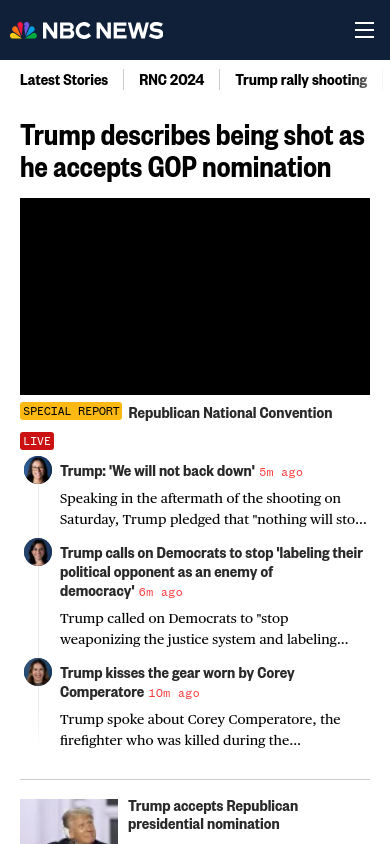 NBC NEWS
Latest Stories
RNC 2024
Trump rally shooting
Trump describes being shot as
he accepts GOP nomination
SPECIAL REPORT Republican National Convention
LIVE
Trump: 'We will not back down' 5m ago
Speaking in the aftermath of the shooting on
Saturday, Trump pledged that "nothing will sto...
Trump calls on Democrats to stop 'labeling their
political opponent as an enemy of
democracy' 6m ago
Trump called on Democrats to "stop
weaponizing the justice system and labeling...
Trump kisses the gear worn by Corey
Comperatore 10m ago
Trump spoke about Corey Comperatore, the
firefighter who was killed during the...
Trump accepts Republican
presidential nomination